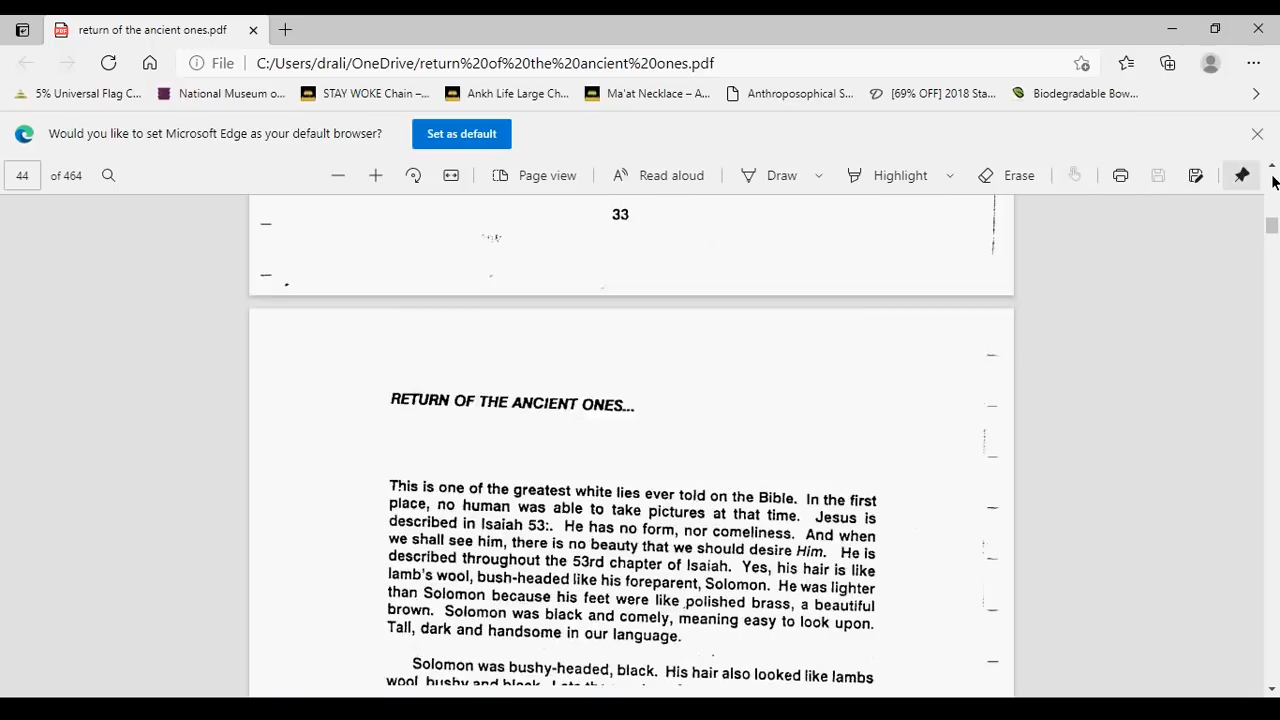 return of the ancient ones.pdf
File C:/Users/drali/OneDrive/return%20of%20the%20ancient%20ones.pdf
5% Universal Flag C... National Museum o... STAY WOKE Chain –... Ankh Life Large Ch... Ma'at Necklace – A... Anthroposophical S... [69% OFF] 2018 Sta... Biodegradable Bow...
Would you like to set Microsoft Edge as your default browser? Set as default
44 of 464 Page view Read aloud Draw Highlight Erase
33
RETURN OF THE ANCIENT ONES...
This is one of the greatest white lies ever told on the Bible. In the first
place, no human was able to take pictures at that time. Jesus is
described in Isaiah 53:. He has no form, nor comeliness. And when
we shall see him, there is no beauty that we should desire Him. He is
described throughout the 53rd chapter of Isaiah. Yes, his hair is like
lamb's wool, bush-headed like his foreparent, Solomon. He was lighter
than Solomon because his feet were like polished brass, a beautiful
brown. Solomon was black and comely, meaning easy to look upon.
Tall, dark and handsome in our language.
Solomon was bushy-headed, black. His hair also looked like lambs
wool, bushy and black.